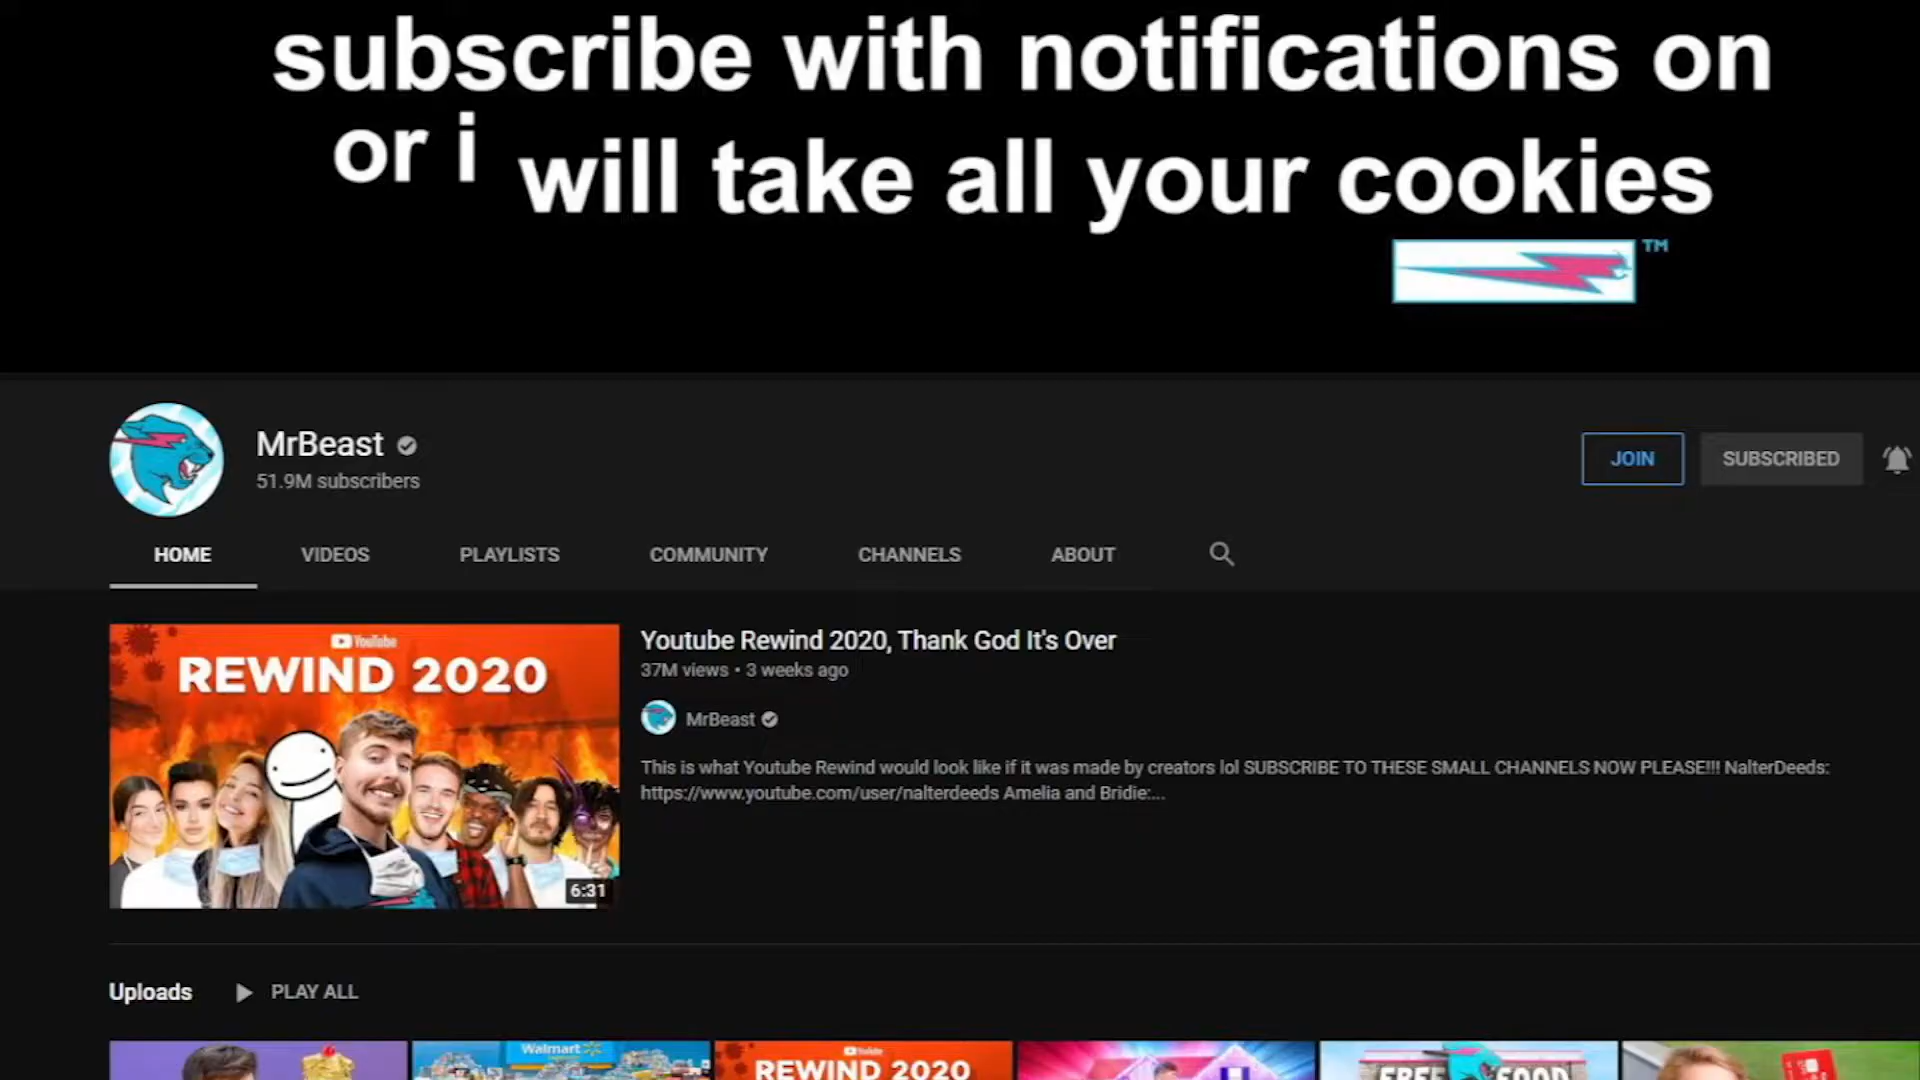 subscribe with notifications on
or i will take all your cookies
TM
MrBeast
51.9M subscribers
JOIN
SUBSCRIBED
HOME
VIDEOS
PLAYLISTS
COMMUNITY
CHANNELS
ABOUT
YouTube
REWIND 2020
6:31
Youtube Rewind 2020, Thank God It's Over
37M views • 3 weeks ago
MrBeast
This is what Youtube Rewind would look like if it was made by creators lol SUBSCRIBE TO THESE SMALL CHANNELS NOW PLEASE!!! NalterDeeds:
https://www.youtube.com/user/nalterdeeds Amelia and Bridie:...
Uploads
PLAY ALL
Walmart
YouTube
REWIND 2020
FREE FOOD